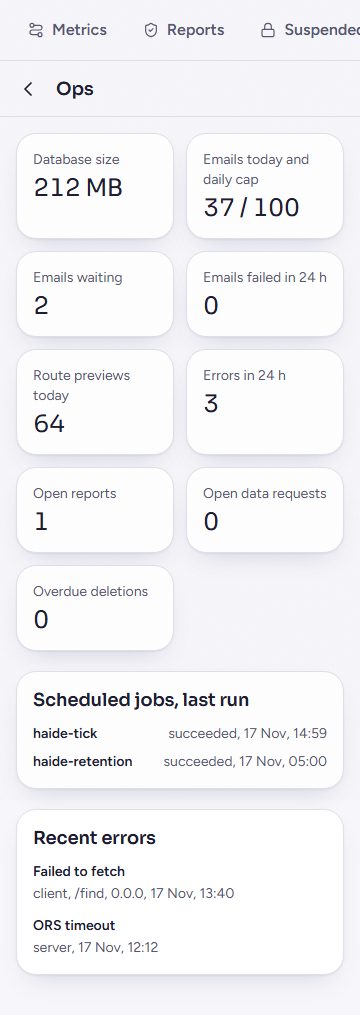 Metrics
Reports
Suspended
Ops
Database size
212 MB
Emails today and
daily cap
37 / 100
Emails waiting
2
Emails failed in 24 h
0
Route previews
today
64
Errors in 24 h
3
Open reports
1
Open data requests
0
Overdue deletions
0
Scheduled jobs, last run
haide-tick succeeded, 17 Nov, 14:59
haide-retention succeeded, 17 Nov, 05:00
Recent errors
Failed to fetch
client, /find, 0.0.0, 17 Nov, 13:40
ORS timeout
server, 17 Nov, 12:12